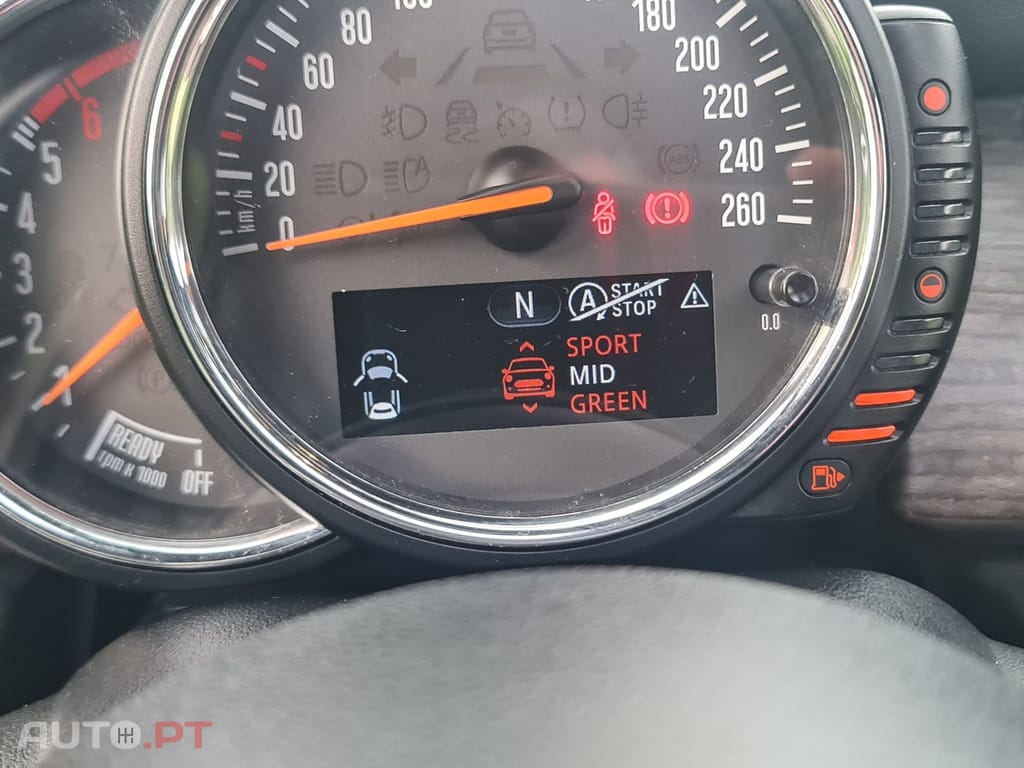 180
80
200
60
6
220
40
5
ABS
240
20
4
260
km/h
0
3
N
A START
STOP
0.0
2
SPORT
MID
1
GREEN
READY
rpm x 1000 OFF
AUTO.PT